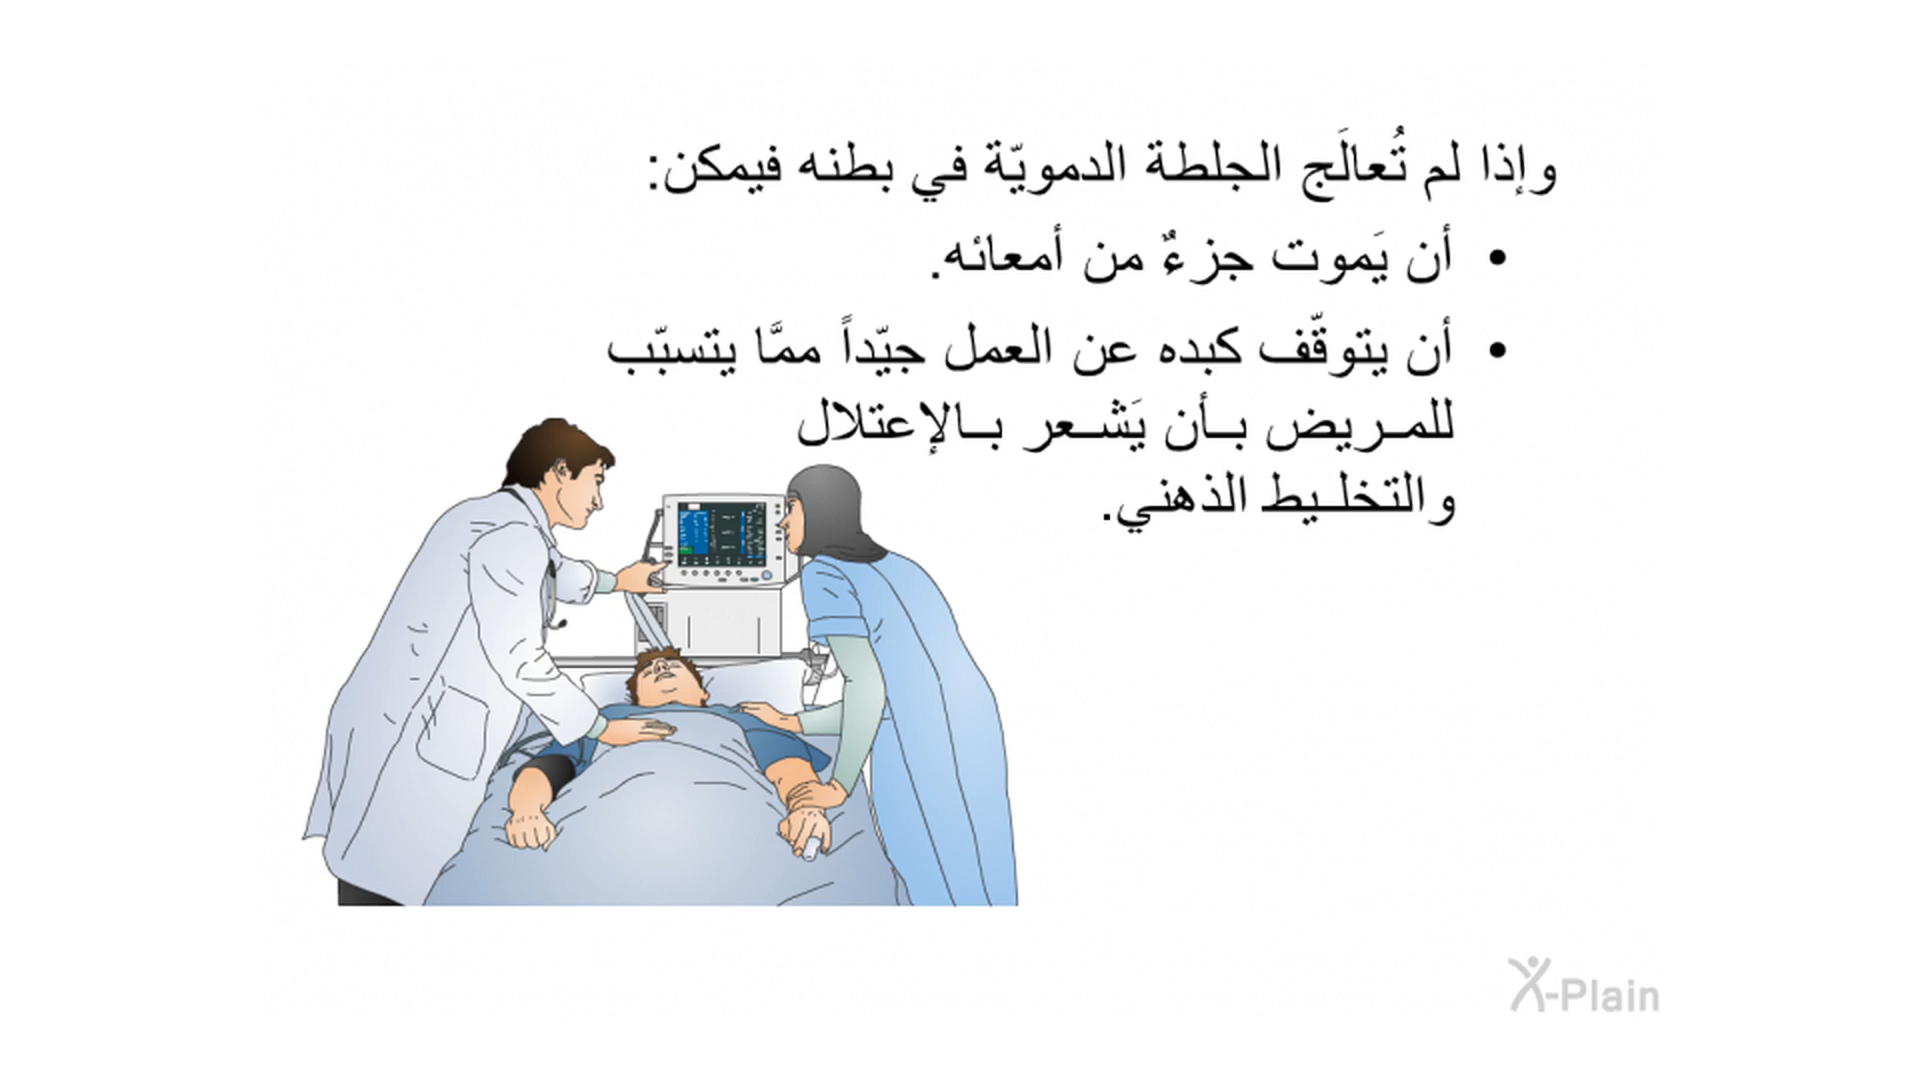 وإذا لم تُعالَج الجلطة الدمويّة في بطنه فيمكن:
• أن يَموت جزءٌ من أمعائه.
• أن يتوقّف كبده عن العمل جيّداً ممَّا يتسبّب
للمـريض بـأن يَشـعر بـالإعتلال
والتخلـيط الذهني.
X-Plain